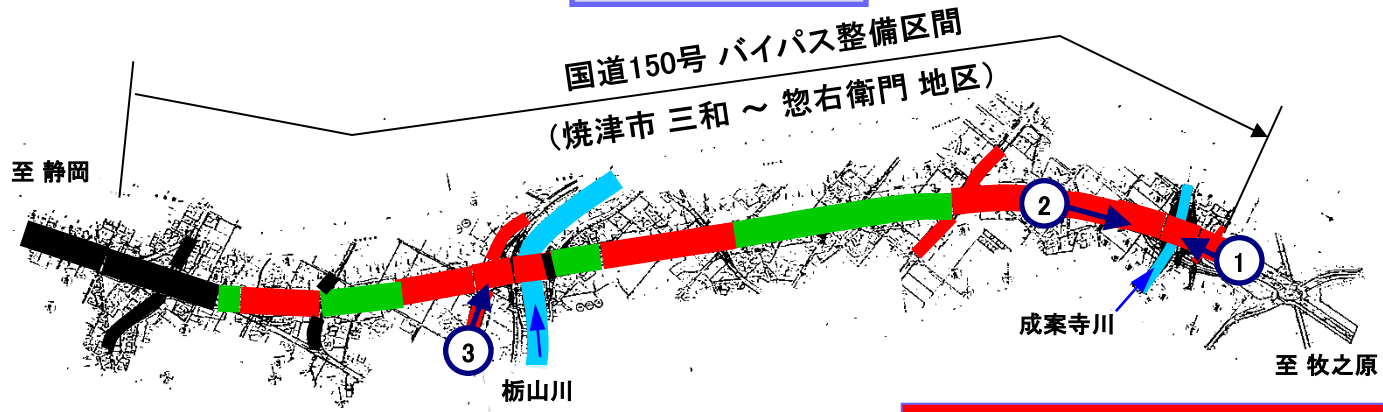 国道150号 バイパス整備区間
（焼津市 三和 ～ 惣右衛門 地区）
至 静岡
2
1
3
成案寺川
栃山川
至 牧之原